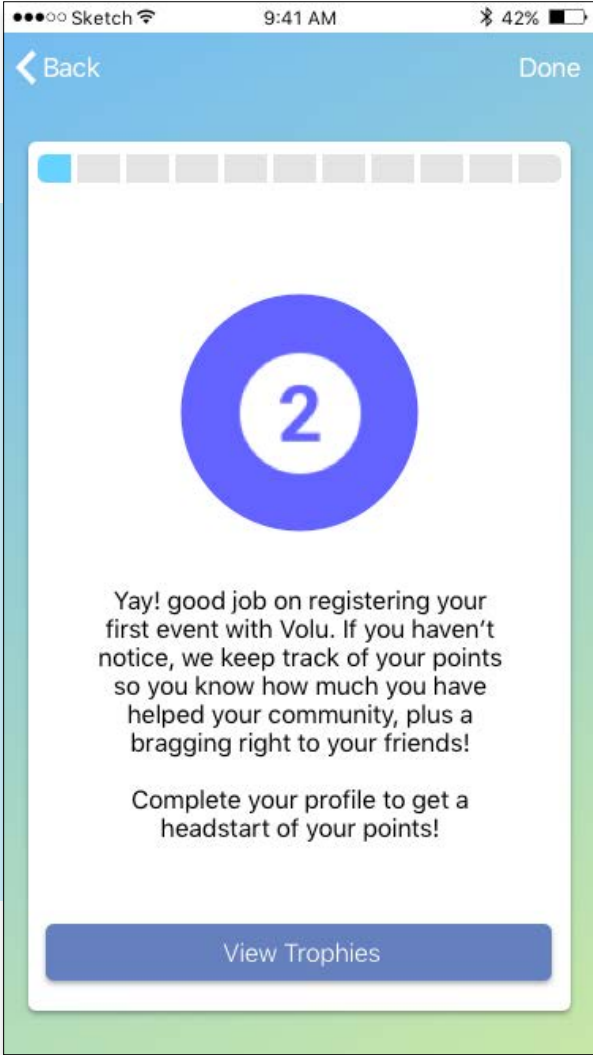 Sketch 9:41 AM 42%
Back Done
2
Yay! good job on registering your
first event with Volu. If you haven't
notice, we keep track of your points
so you know how much you have
helped your community, plus a
bragging right to your friends!
Complete your profile to get a
headstart of your points!
View Trophies